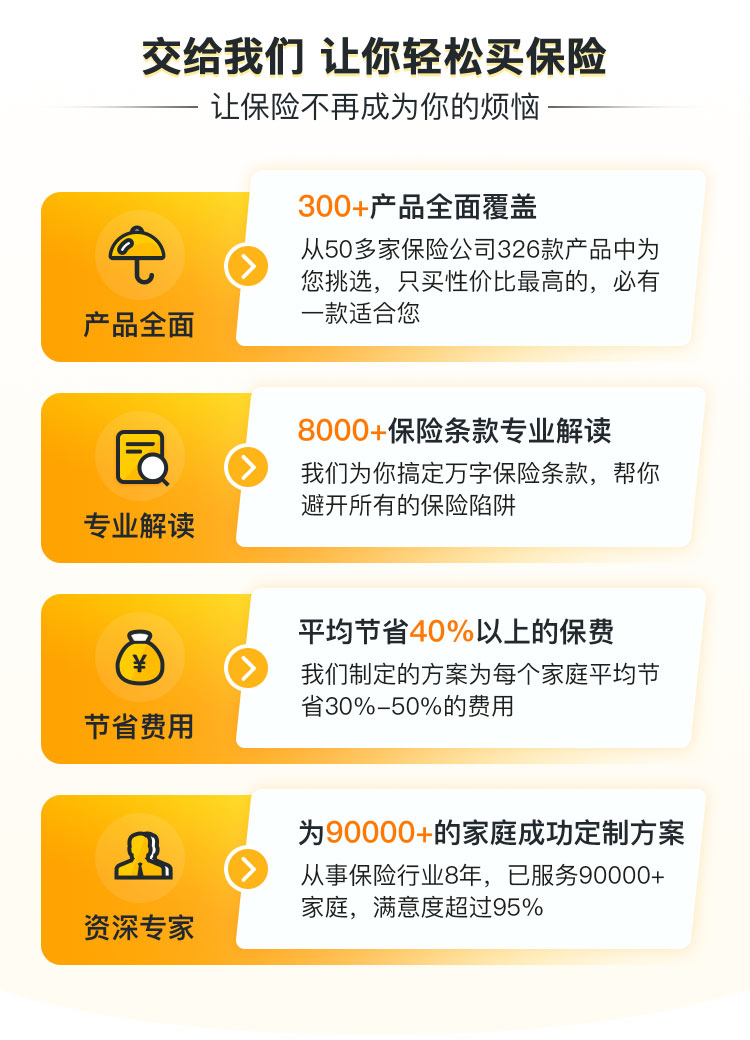 交给我们 让你轻松买保险
让保险不再成为你的烦恼
产品全面
300+产品全面覆盖
从50多家保险公司326款产品中为
您挑选，只买性价比最高的，必有
一款适合您
专业解读
8000+保险条款专业解读
我们为你搞定万字保险条款，帮你
避开所有的保险陷阱
¥
节省费用
平均节省40%以上的保费
我们制定的方案为每个家庭平均节
省30%-50%的费用
资深专家
为90000+的家庭成功定制方案
从事保险行业8年，已服务90000+
家庭，满意度超过95%